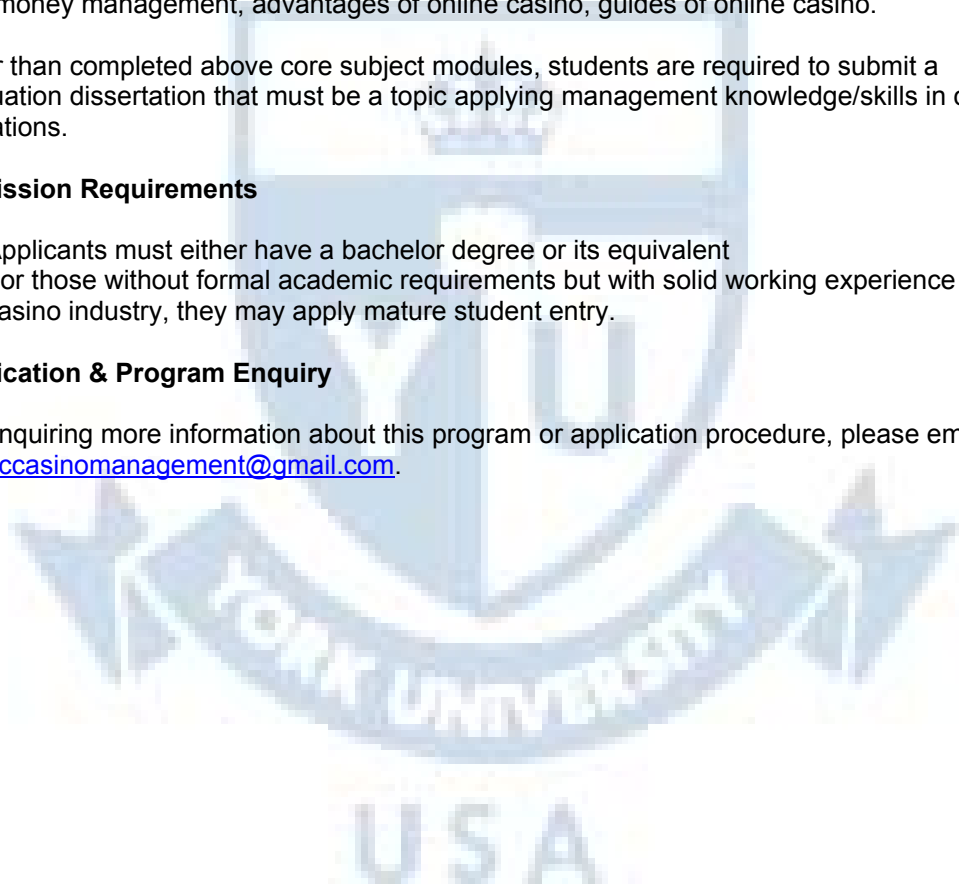 money management, advantages of online casino, guides of online casino.
than completed above core subject modules, students are required to submit a
uation dissertation that must be a topic applying management knowledge/skills in c
ations.
ission Requirements
Applicants must either have a bachelor degree or its equivalent
or those without formal academic requirements but with solid working experience
asino industry, they may apply mature student entry.
ication & Program Enquiry
nquiring more information about this program or application procedure, please em
ccasinomanagement@gmail.com.
Y U
YORK UNIVERSITY
USA